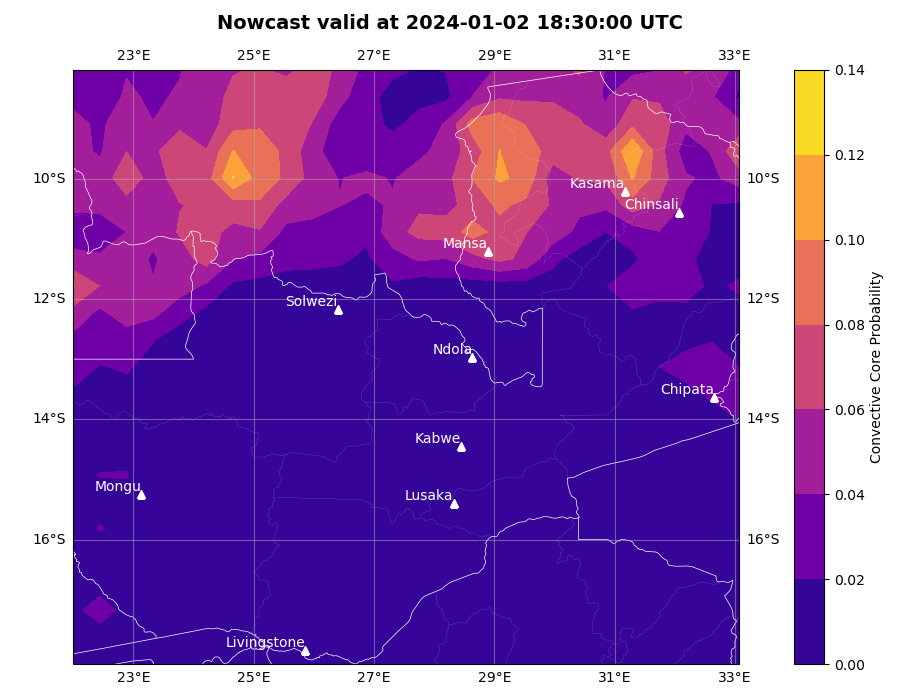 Nowcast valid at 2024-01-02 18:30:00 UTC
23°E 25°E 27°E 29°E 31°E 33°E
0.14
0.12
10°S 10°S
Kasama
Chinsali
0.10
Mansa
12°S 12°S
Solwezi
0.08
Ndola
Chipata
0.06
14°S 14°S
Kabwe
Mongu
Lusaka
0.04
16°S 16°S
0.02
Livingstone
0.00
23°E 25°E 27°E 29°E 31°E 33°E
Convective Core Probability